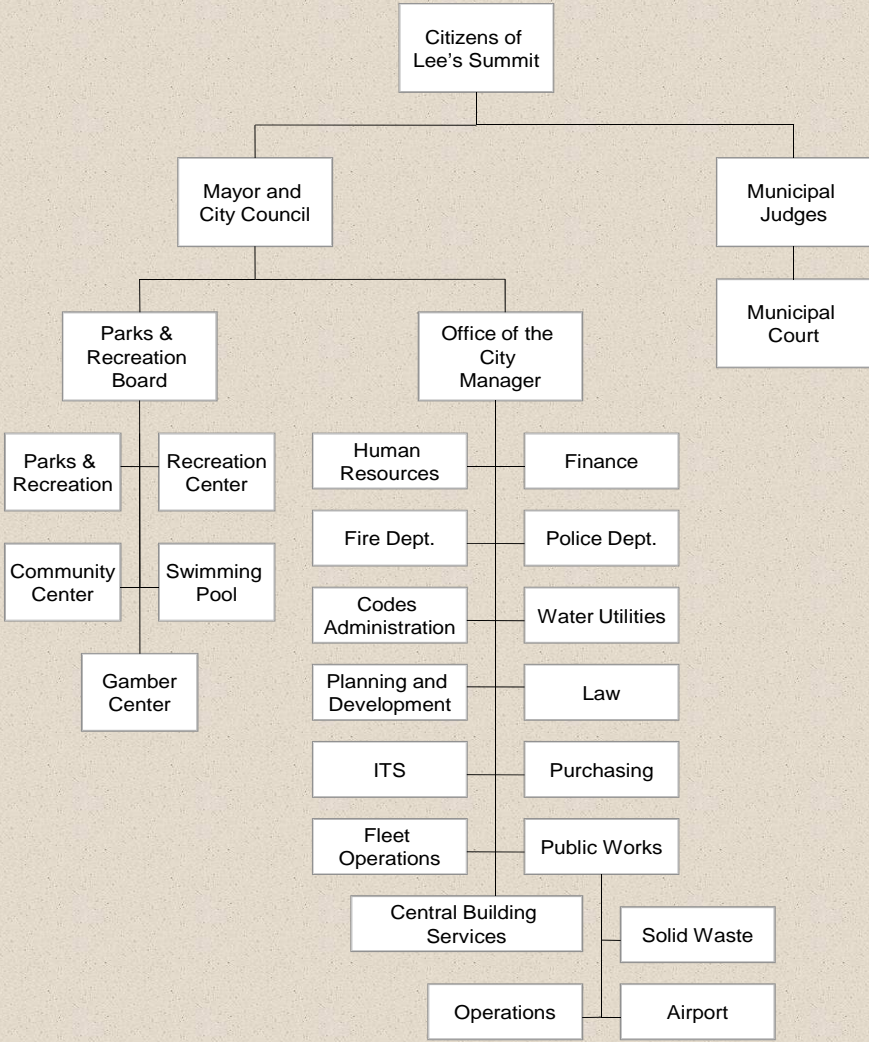 Citizens of
Lee's Summit
Mayor and
City Council
Municipal
Judges
Municipal
Court
Parks &
Recreation
Board
Office of the
City
Manager
Parks &
Recreation
Recreation
Center
Community
Center
Swimming
Pool
Gamber
Center
Human
Resources
Finance
Fire Dept.
Police Dept.
Codes
Administration
Water Utilities
Planning and
Development
Law
ITS
Purchasing
Fleet
Operations
Public Works
Central Building
Services
Solid Waste
Operations
Airport